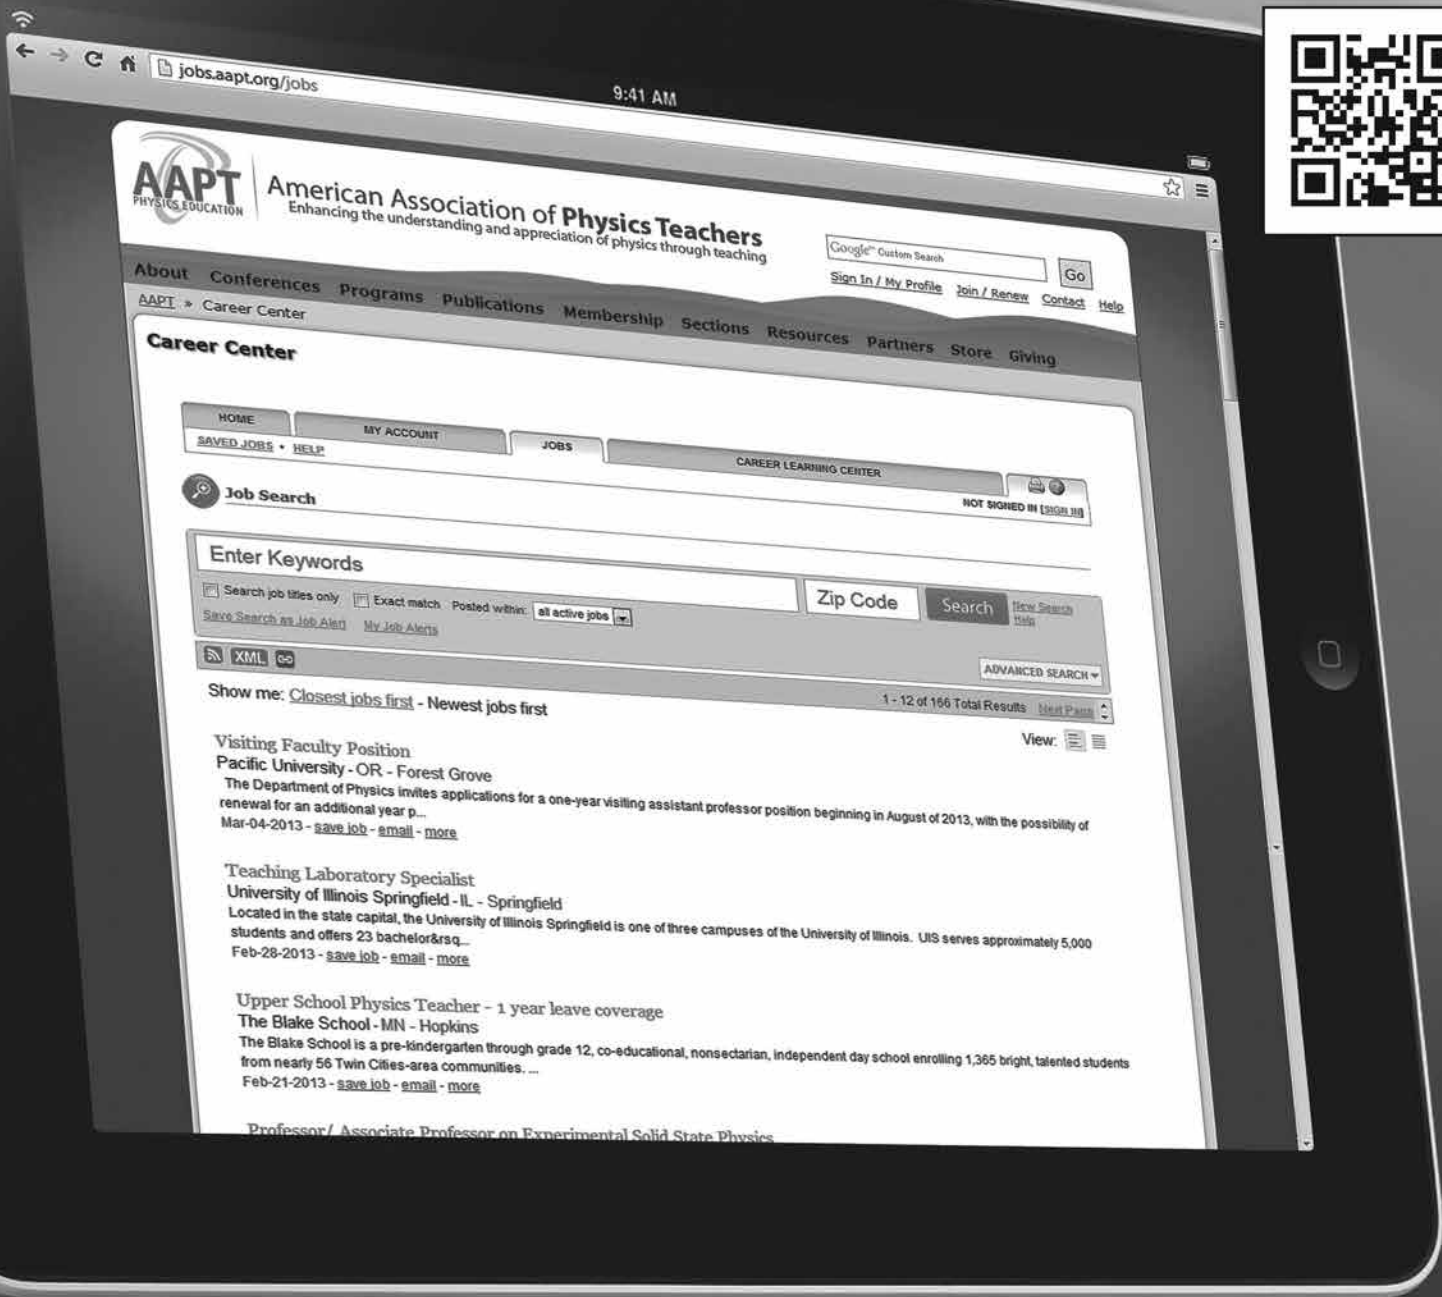 jobs.aapt.org/jobs
9:41 AM
AAPT
PHYSICS EDUCATION
American Association of Physics Teachers
Enhancing the understanding and appreciation of physics through teaching
Google™ Custom Search
Go
Sign In / My Profile Join / Renew Contact Help
About Conferences Programs Publications Membership Sections Resources Partners Store Giving
AAPT » Career Center
Career Center
HOME MY ACCOUNT JOBS CAREER LEARNING CENTER
SAVED JOBS • HELP
NOT SIGNED IN [SIGN IN]
Job Search
Enter Keywords
Zip Code
Search
New Search
Help
Search job titles only Exact match Posted within: all active jobs
Save Search as Job Alert My Job Alerts
ADVANCED SEARCH
XML
1 - 12 of 166 Total Results Next Page
Show me: Closest jobs first - Newest jobs first
View:
Visiting Faculty Position
Pacific University - OR - Forest Grove
The Department of Physics invites applications for a one-year visiting assistant professor position beginning in August of 2013, with the possibility of
renewal for an additional year p...
Mar-04-2013 - save job - email - more
Teaching Laboratory Specialist
University of Illinois Springfield - IL - Springfield
Located in the state capital, the University of Illinois Springfield is one of three campuses of the University of Illinois. UIS serves approximately 5,000
students and offers 23 bachelor&rsq...
Feb-28-2013 - save job - email - more
Upper School Physics Teacher - 1 year leave coverage
The Blake School - MN - Hopkins
The Blake School is a pre-kindergarten through grade 12, co-educational, nonsectarian, independent day school enrolling 1,365 bright, talented students
from nearly 56 Twin Cities-area communities. ...
Feb-21-2013 - save job - email - more
Professor/ Associate Professor on Experimental Solid State Physics